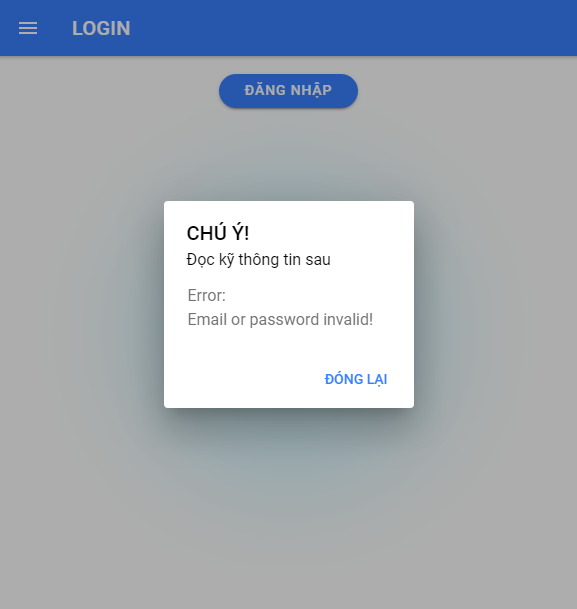 LOGIN
ĐĂNG NHẬP
CHÚ Ý!
Đọc kỹ thông tin sau
Error:
Email or password invalid!
ĐÓNG LẠI